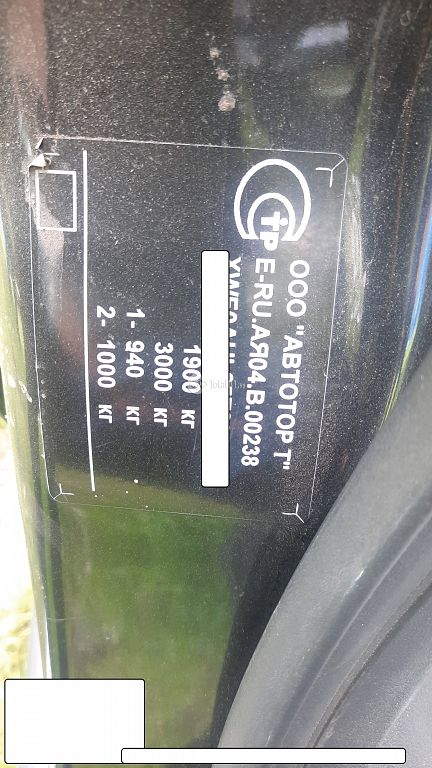 ООО "АВТОТОР Т"
E-RU.АЯ04.В.00238
1900 кг
3000 кг
1- 940 кг
2- 1000 кг